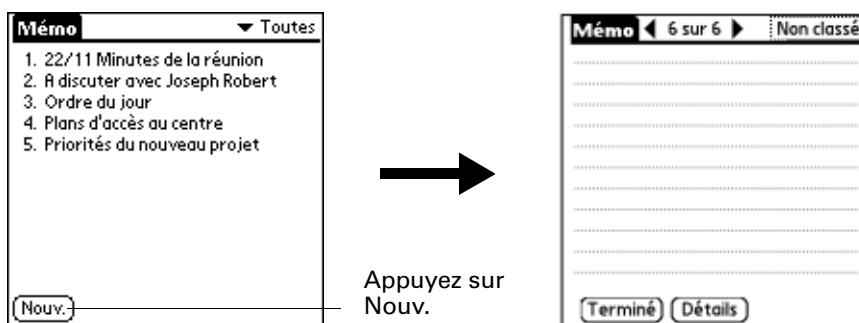 Mémo Toutes
1. 22/11 Minutes de la réunion
2. A discuter avec Joseph Robert
3. Ordre du jour
4. Plans d'accès au centre
5. Priorités du nouveau projet
Nouv.
Appuyez sur
Nouv.
Mémo 6 sur 6 Non classé
Terminé Détails